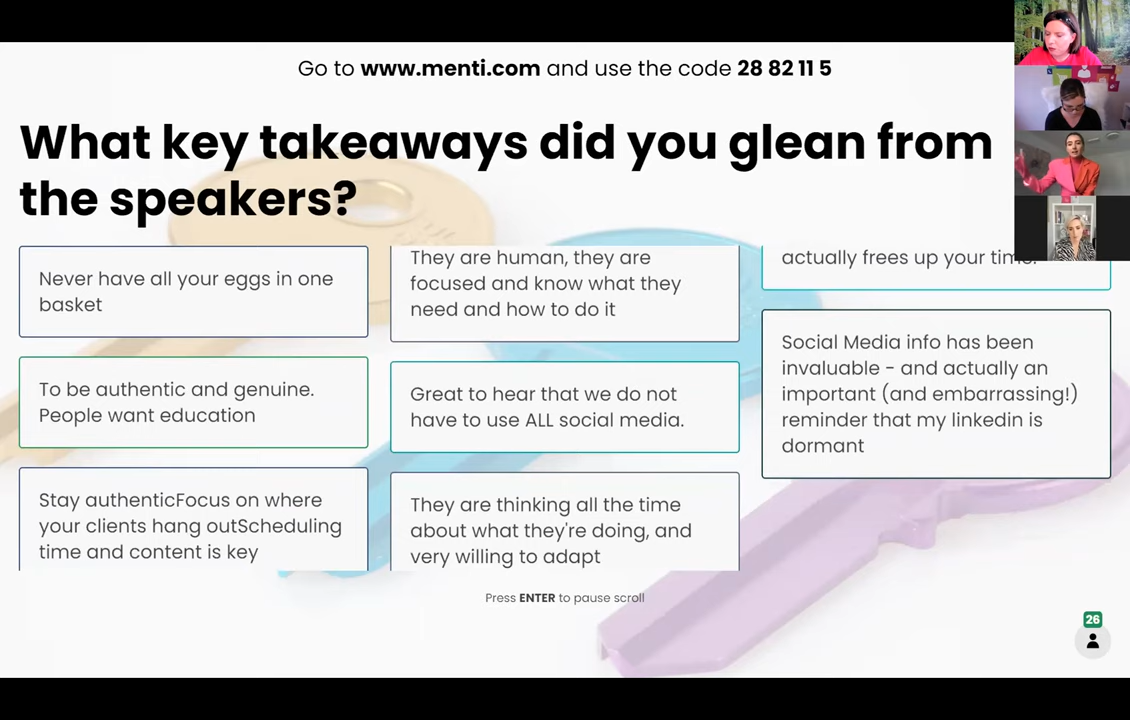 Go to www.menti.com and use the code 28 82 11 5
What key takeaways did you glean from
the speakers?
Never have all your eggs in one
basket
To be authentic and genuine.
People want education
Stay authenticFocus on where
your clients hang outScheduling
time and content is key
They are human, they are
focused and know what they
need and how to do it
Great to hear that we do not
have to use ALL social media.
They are thinking all the time
about what they're doing, and
very willing to adapt
actually frees up your time.
Social Media info has been
invaluable - and actually an
important (and embarrassing!)
reminder that my linkedin is
dormant
Press ENTER to pause scroll
26